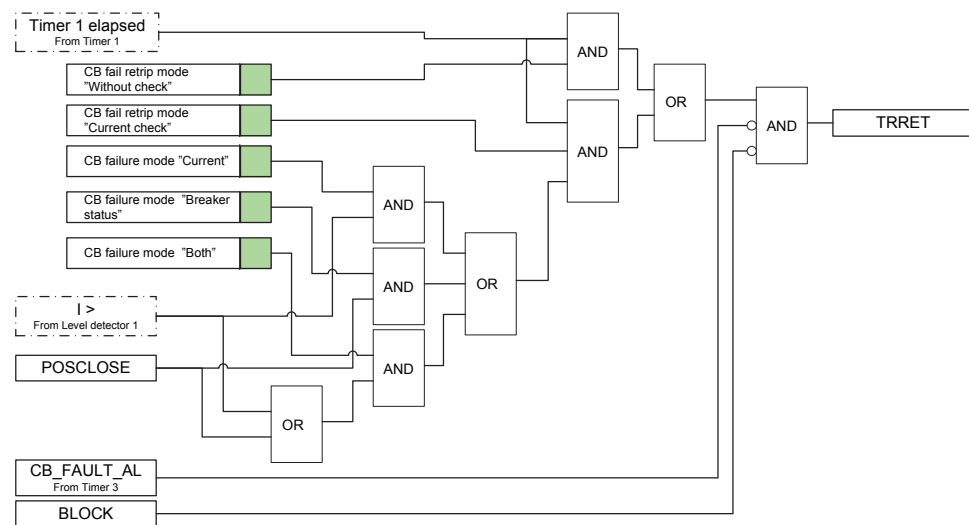 Timer 1 elapsed
From Timer 1
CB fail retrip mode
”Without check”
CB fail retrip mode
”Current check”
CB failure mode ”Current”
CB failure mode ”Breaker
status”
CB failure mode ”Both”
I >
From Level detector 1
POSCLOSE
CB_FAULT_AL
From Timer 3
BLOCK
OR
AND
AND
AND
OR
AND
AND
OR
AND
TRRET